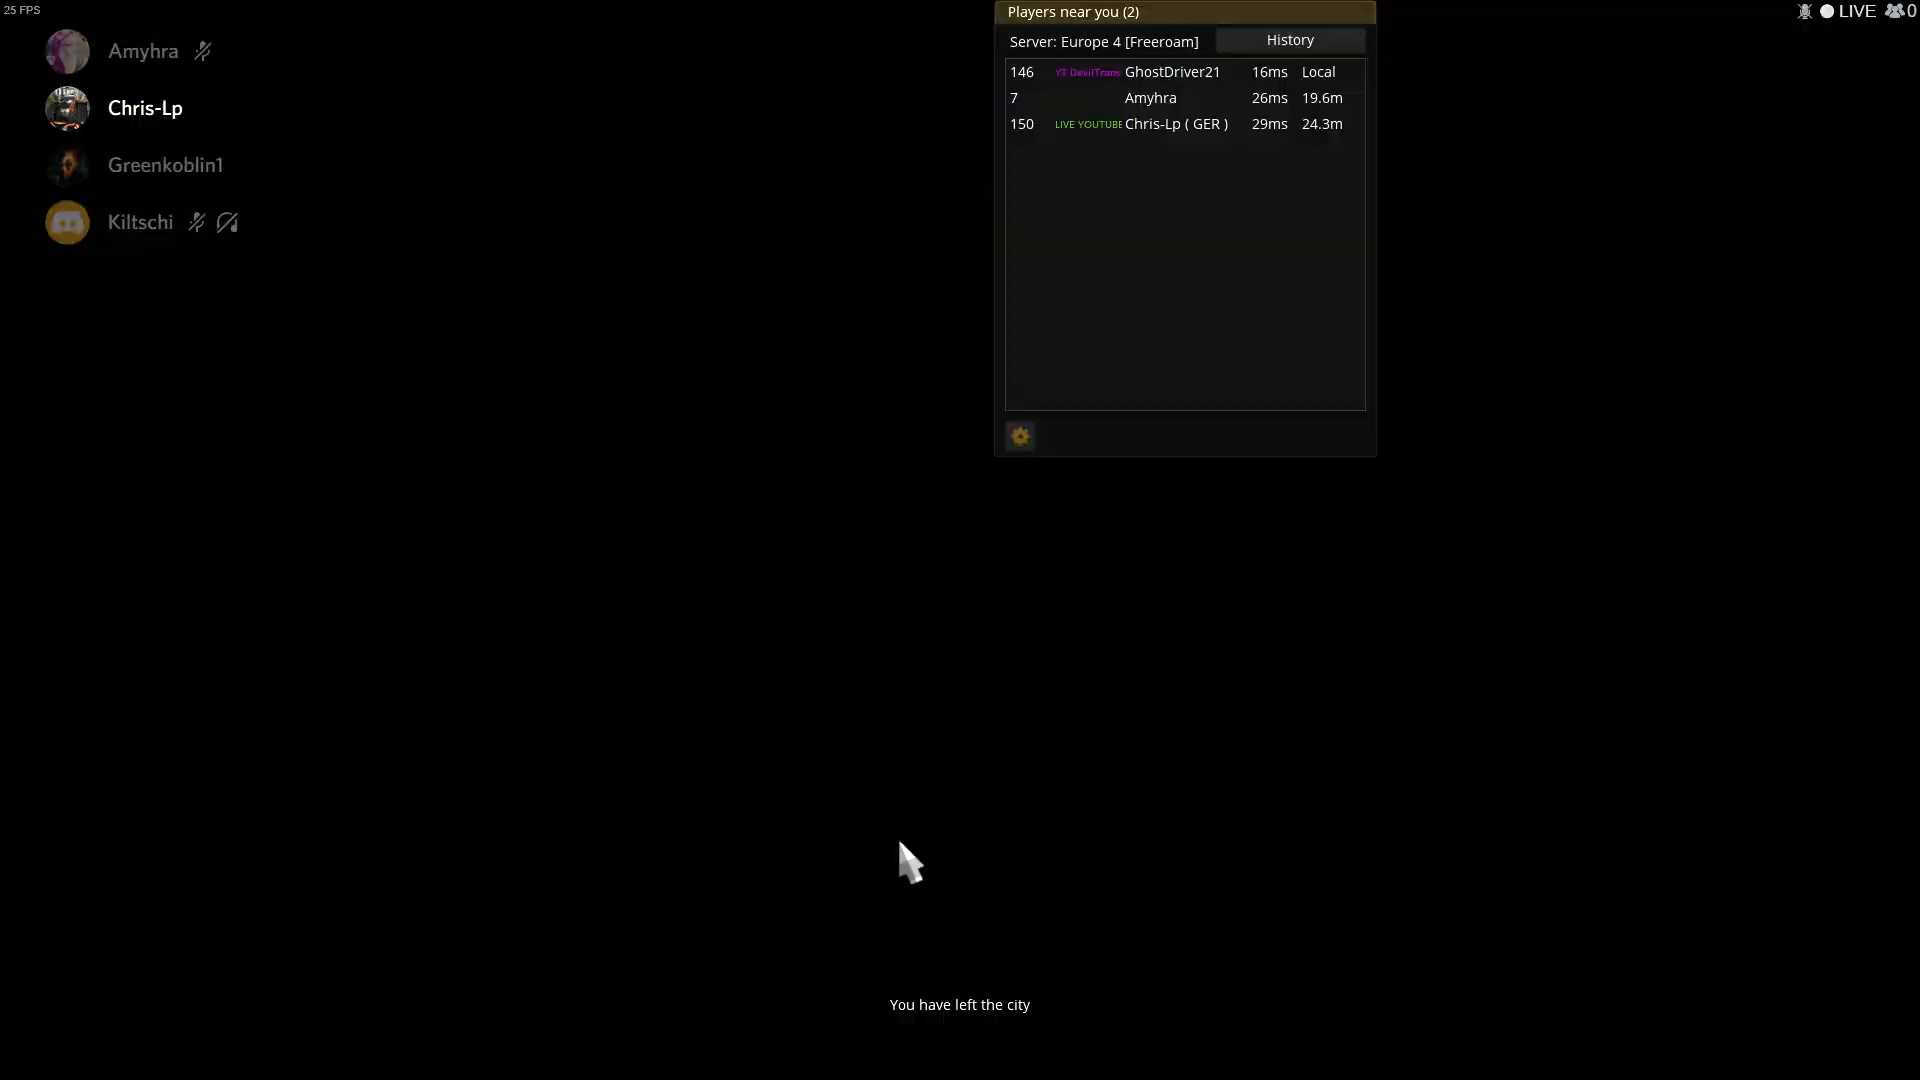 25 FPS
Amyhra
Chris-Lp
Greenkoblin1
Kiltschi
Players near you (2)
Server: Europe 4 [Freeroam] History
146 YT DevilTrans GhostDriver21 16ms Local
7 Amyhra 26ms 19.6m
150 LIVE YOUTUBE Chris-Lp ( GER ) 29ms 24.3m
LIVE 0
You have left the city